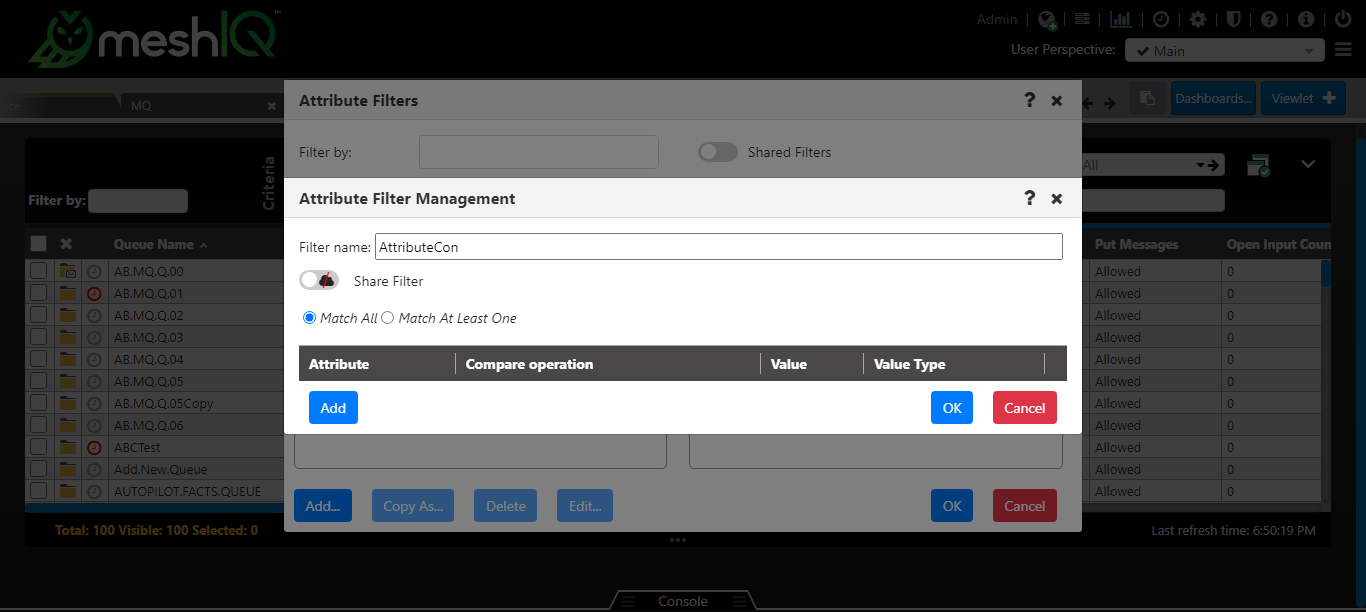 meshIQ™
Admin
User Perspective:
Main
MQ
Dashboards...
Viewlet
Attribute Filters
?
Filter by:
Shared Filters
Criteria
Filter by:
All
Attribute Filter Management
?
Filter name: AttributeCon
Share Filter
Match All Match At Least One
Attribute Compare operation Value Value Type
Add OK Cancel
Add... Copy As... Delete Edit... OK Cancel
Queue Name Put Messages Open Input Coun
AB.MQ.Q.00 Allowed 0
AB.MQ.Q.01 Allowed 0
AB.MQ.Q.02 Allowed 0
AB.MQ.Q.03 Allowed 0
AB.MQ.Q.04 Allowed 0
AB.MQ.Q.05 Allowed 0
AB.MQ.Q.05Copy Allowed 0
AB.MQ.Q.06 Allowed 0
ABCTest Allowed 0
Add.New.Queue Allowed 0
AUTOPILOT.FACTS.QUEUE Allowed 0
Total: 100 Visible: 100 Selected: 0
Last refresh time: 6:50:19 PM
Console